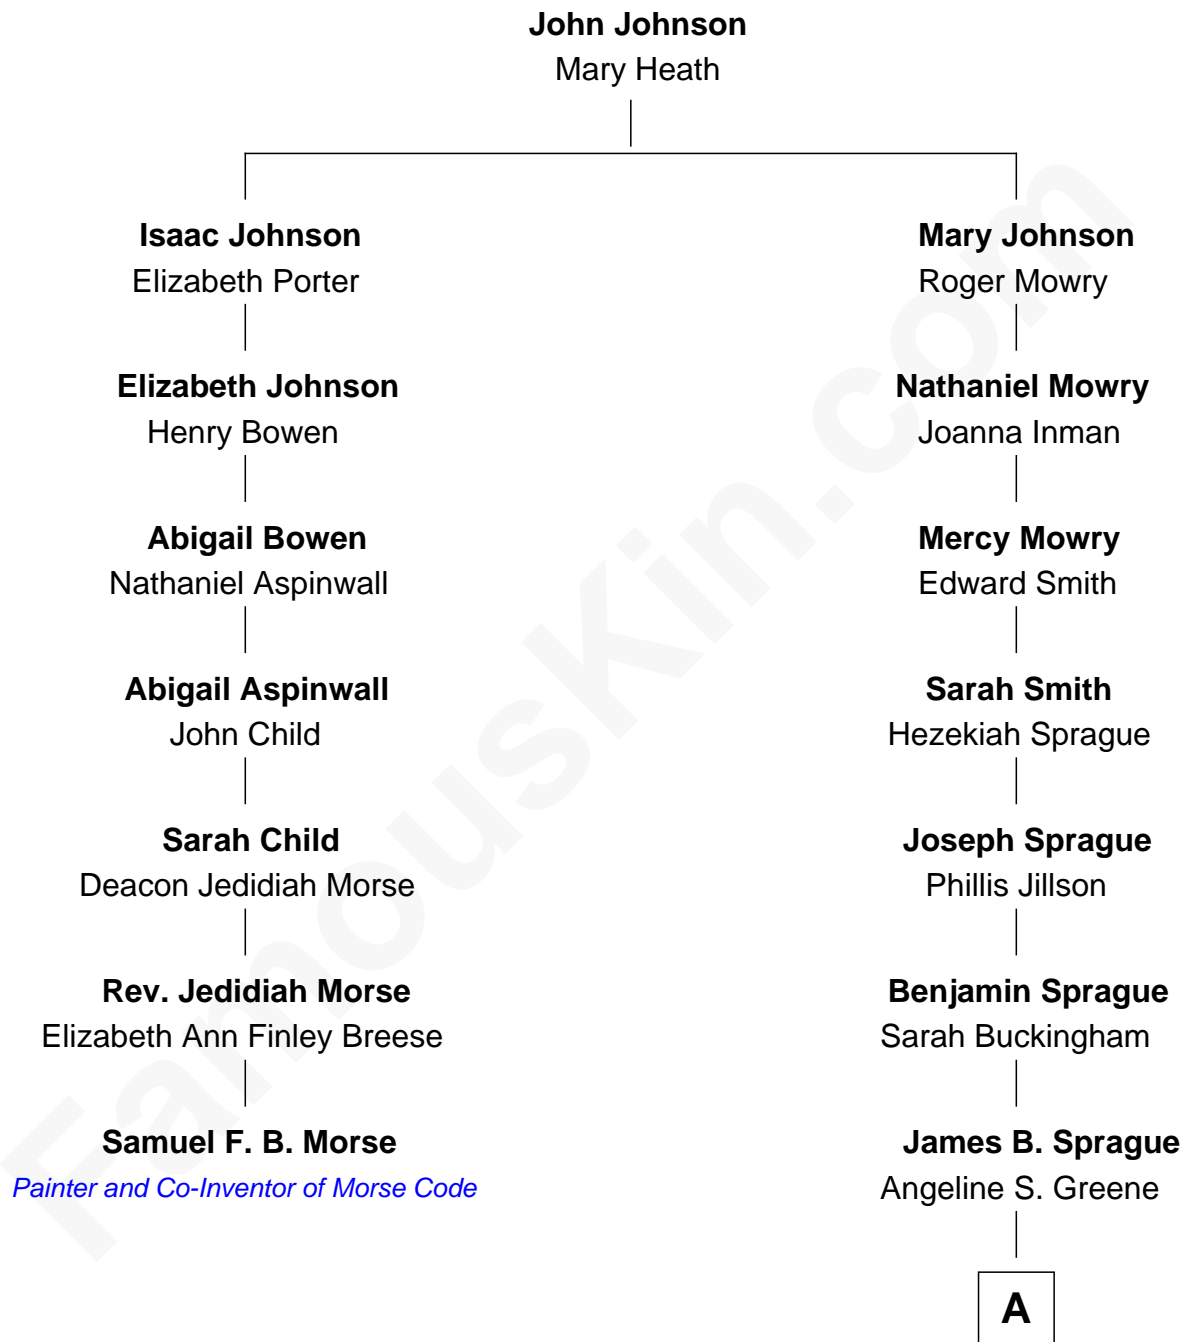 John Johnson
Mary Heath
Isaac Johnson
Elizabeth Porter
Mary Johnson
Roger Mowry
Elizabeth Johnson
Henry Bowen
Nathaniel Mowry
Joanna Inman
Abigail Bowen
Nathaniel Aspinwall
Mercy Mowry
Edward Smith
Abigail Aspinwall
John Child
Sarah Smith
Hezekiah Sprague
Sarah Child
Deacon Jedidiah Morse
Joseph Sprague
Phillis Jillson
Rev. Jedidiah Morse
Elizabeth Ann Finley Breese
Benjamin Sprague
Sarah Buckingham
Samuel F. B. Morse
Painter and Co-Inventor of Morse Code
James B. Sprague
Angeline S. Greene
A
FamousKin.com